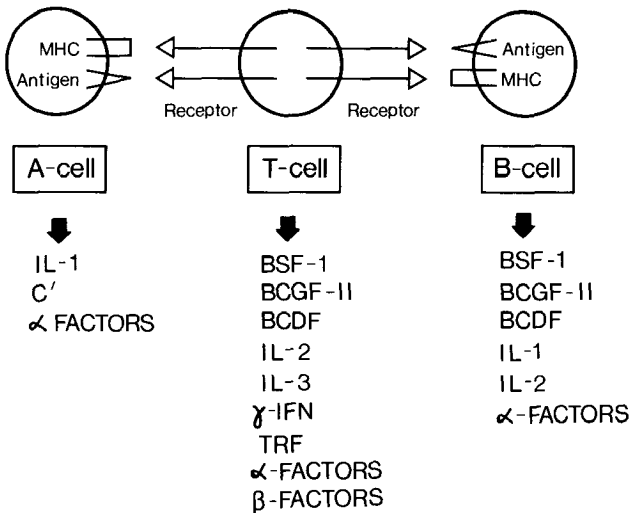 MHC
Antigen
Receptor
Receptor
Antigen
MHC
A-cell
T-cell
B-cell
IL-1
C′
α FACTORS
BSF-1
BCGF-II
BCDF
IL-2
IL-3
γ-IFN
TRF
α-FACTORS
β-FACTORS
BSF-1
BCGF-II
BCDF
IL-1
IL-2
α-FACTORS